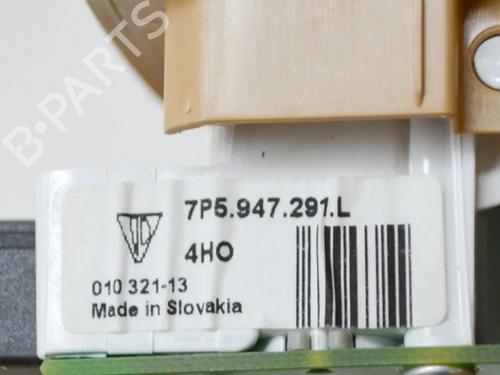 B-PARTS
7P5.947.291.L
4HO
010 321-13
Made in Slovakia